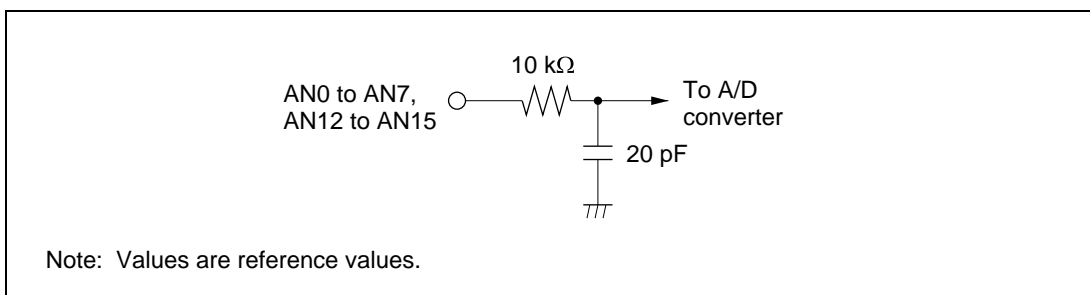 10 kΩ
AN0 to AN7,
AN12 to AN15
To A/D
converter
20 pF
Note: Values are reference values.